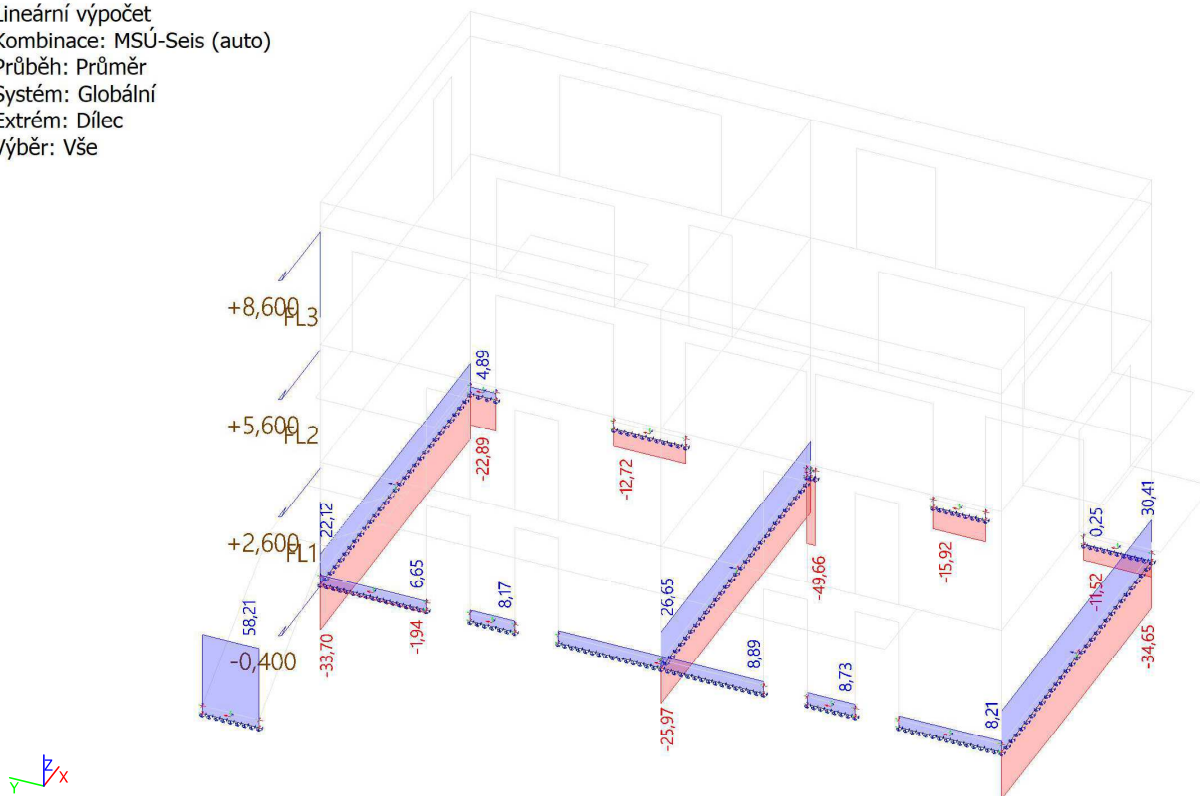 Lineární výpočet
Kombinace: MSÚ-Seis (auto)
Průběh: Průměr
Systém: Globální
Extrém: Dílec
Výběr: Vše
+8,600
FL3
4,89
+5,600
FL2
-22,89
-12,72
30,41
0,25
22,12
+2,600
FL1
-15,92
-49,66
-11,52
6,65
8,17
26,65
58,21
-1,94
-33,70
-0,400
-34,65
8,89
8,73
8,21
-25,97
Z
X
Y